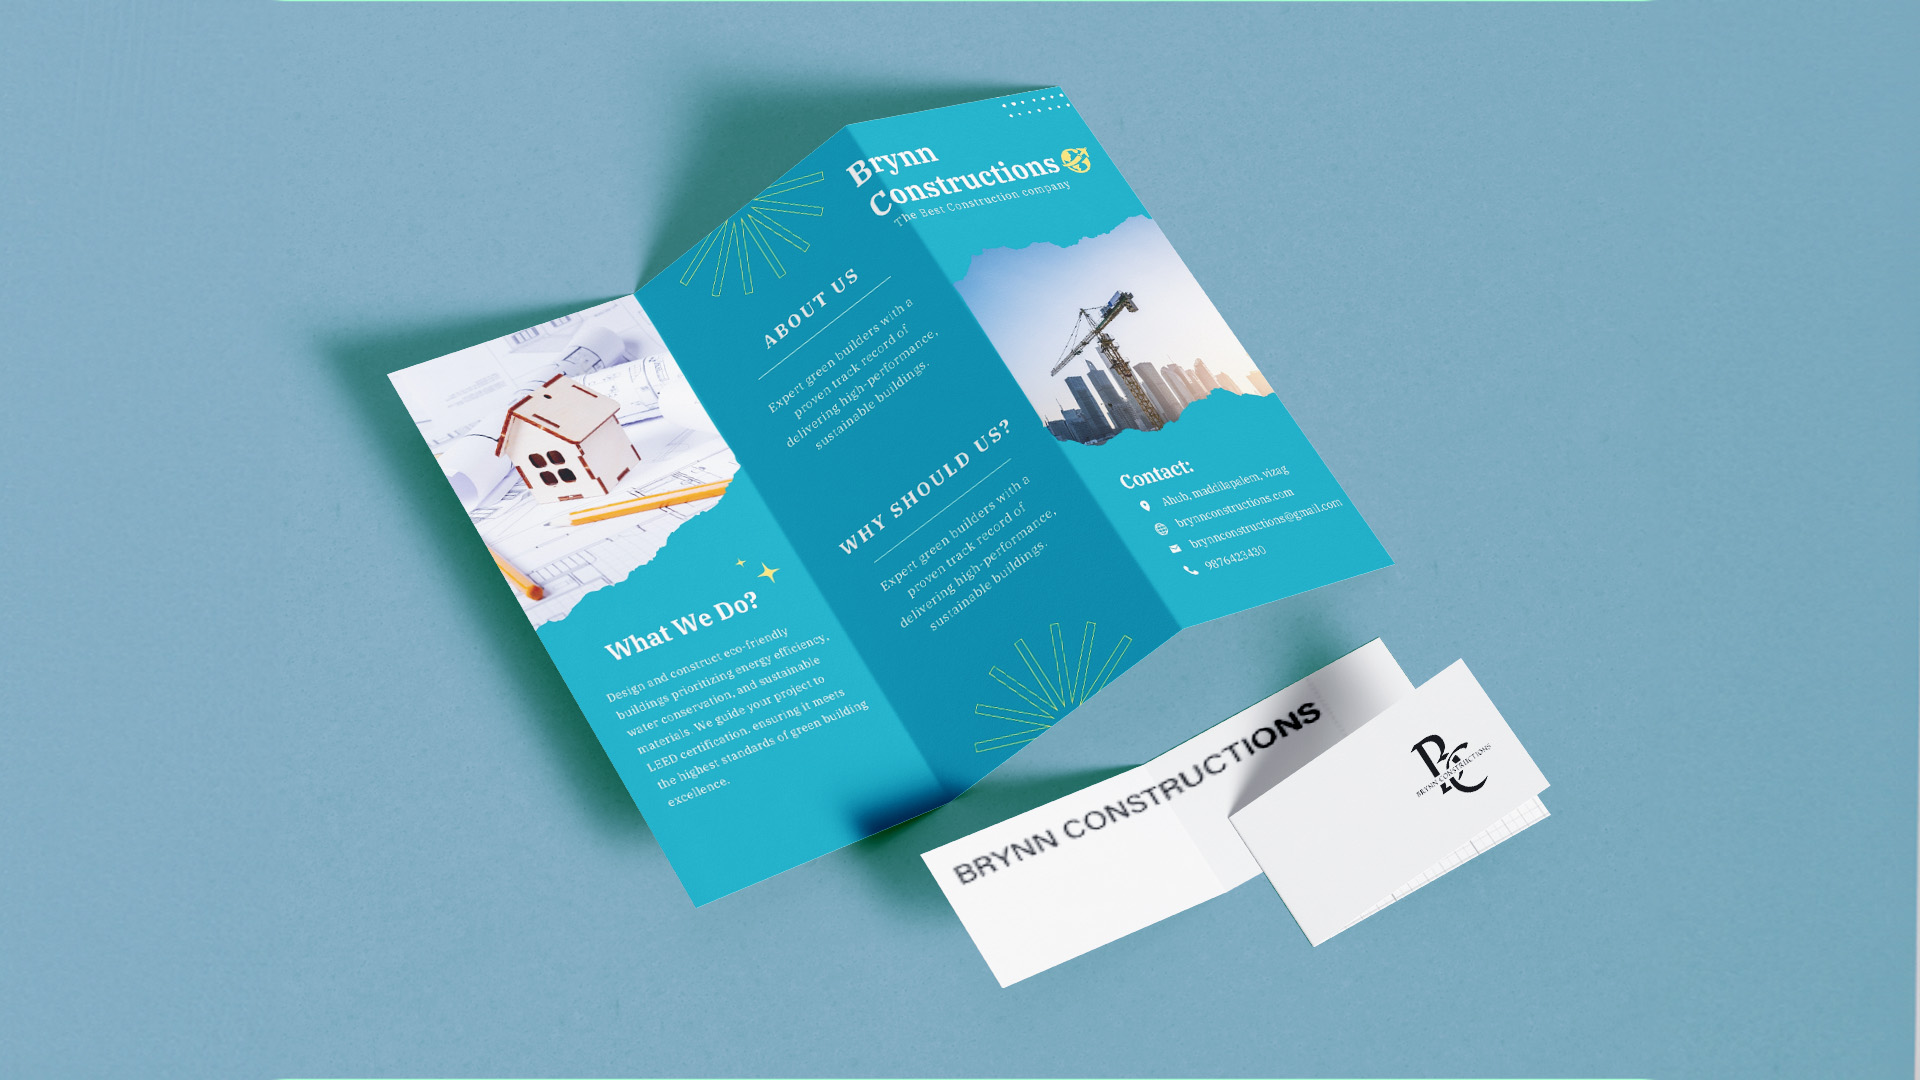 What We Do?
Design and construct eco-friendly
buildings prioritizing energy efficiency,
water conservation, and sustainable
materials. We guide your project to
LEED certification, ensuring it meets
the highest standards of green building
excellence.
ABOUT US
Expert green builders with a
proven track record of
delivering high-performance,
sustainable buildings.
WHY SHOULD US?
Expert green builders with a
proven track record of
delivering high-performance,
sustainable buildings.
Brynn
Constructions
The Best Construction company
Contact:
Ahub, maddilapalem, vizag
brynnconstructions.com
brynnconstructions@gmail.com
9876423430
BRYNN CONSTRUCTIONS
BC
BRYNN CONSTRUCTIONS